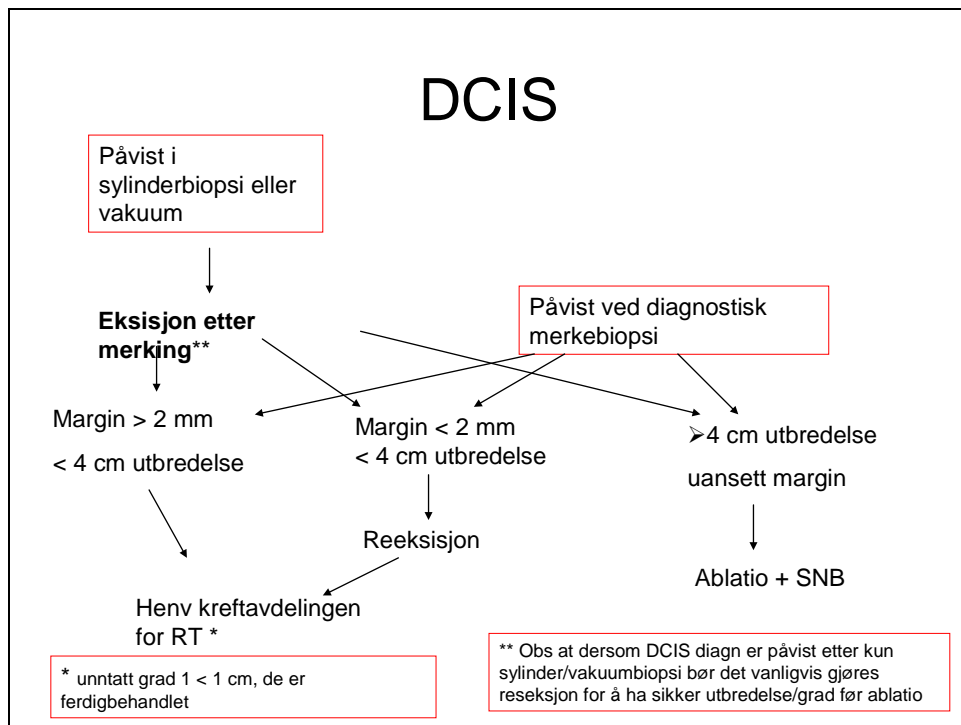 DCIS
Påvist i
sylinderbiopsi eller
vakuum
Eksisjon etter
merking**
Påvist ved diagnostisk
merkebiopsi
Margin > 2 mm
< 4 cm utbredelse
Margin < 2 mm
< 4 cm utbredelse
➢4 cm utbredelse
uansett margin
Reeksisjon
Ablatio + SNB
Henv kreftavdelingen
for RT *
* unntatt grad 1 < 1 cm, de er
ferdigbehandlet
** Obs at dersom DCIS diagn er påvist etter kun
sylinder/vakuumbiopsi bør det vanligvis gjøres
reseksjon for å ha sikker utbredelse/grad før ablatio